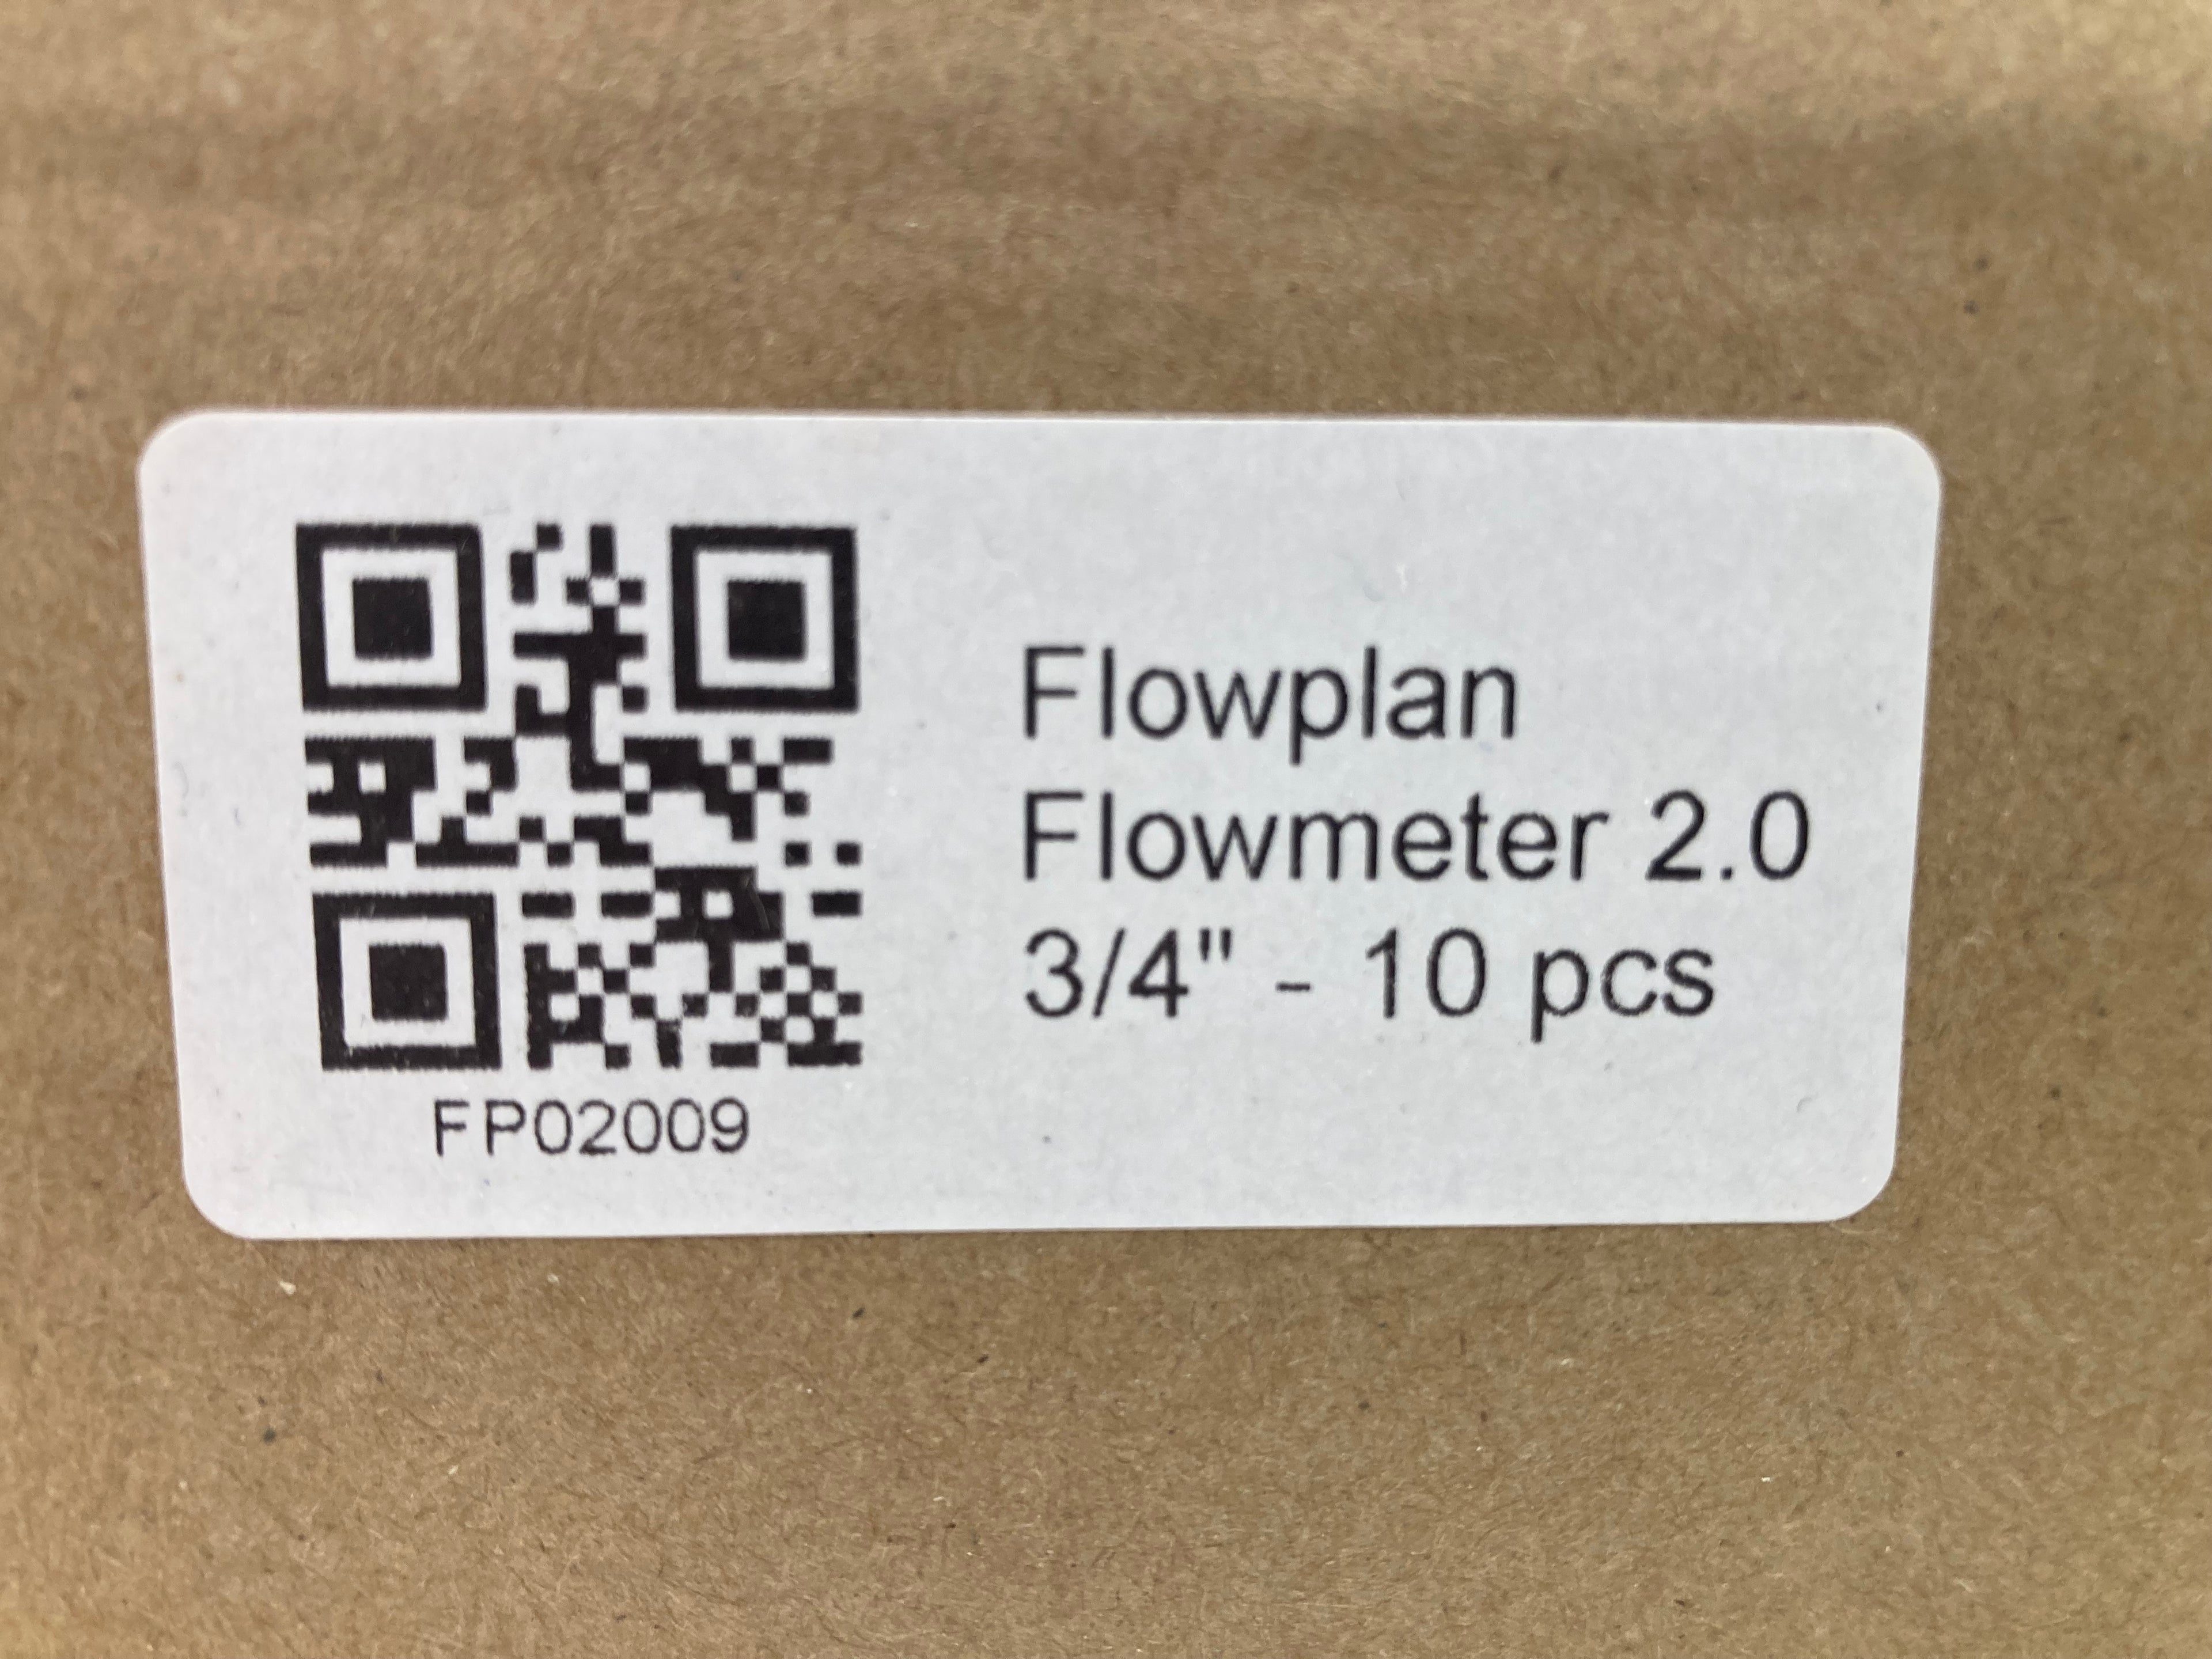 Flowplan
Flowmeter 2.0
3/4" - 10 pcs
FP02009